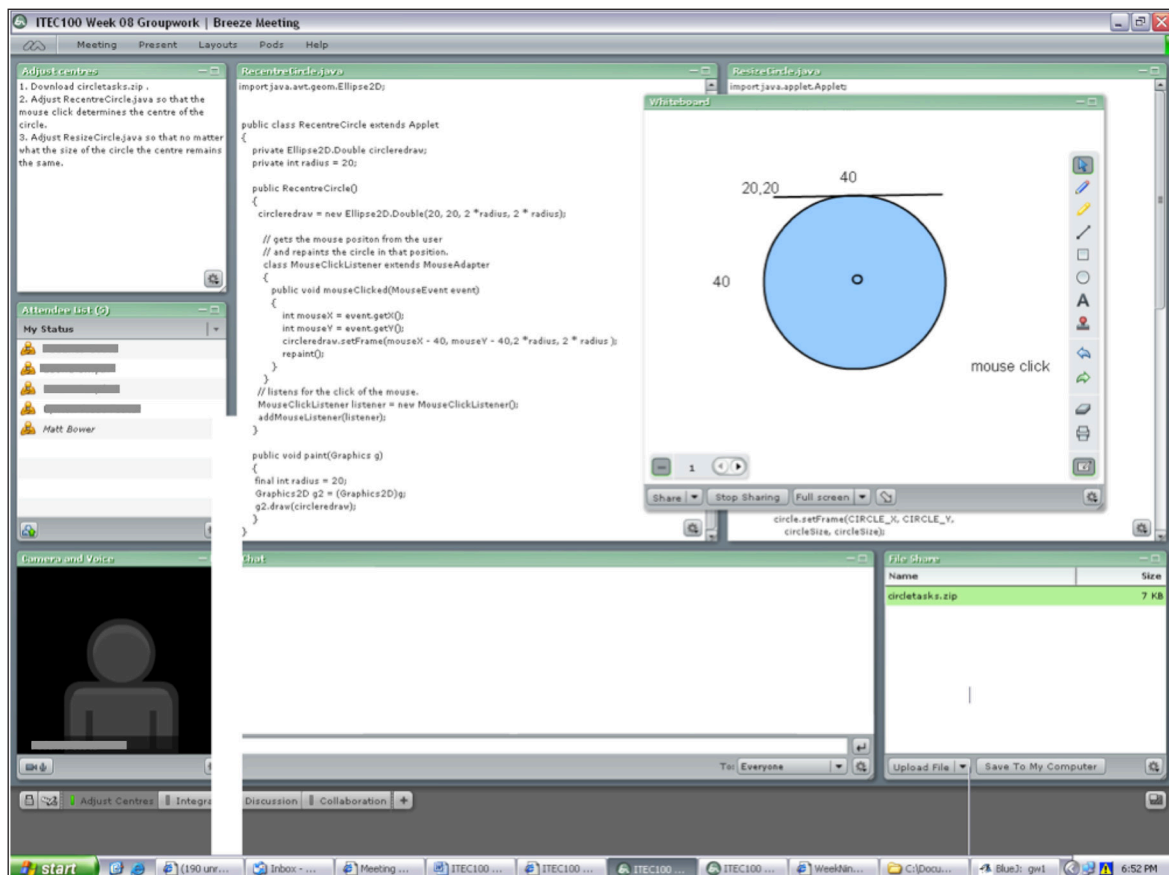 ITEC100 Week 08 Groupwork | Breeze Meeting
Meeting Present Layouts Pods Help
Adjust centres
1. Download circletasks.zip .
2. Adjust RecentreCircle.java so that the
mouse click determines the centre of the
circle.
3. Adjust ResizeCircle.java so that no matter
what the size of the circle the centre remains
the same.
Attendee List (5)
My Status
Matt Bower
RecentreCircle.java
import java.awt.geom.Ellipse2D;
public class RecentreCircle extends Applet
{
private Ellipse2D.Double circleredraw;
private int radius = 20;
public RecentreCircle()
{
circleredraw = new Ellipse2D.Double(20, 20, 2 *radius, 2 * radius);
// gets the mouse positon from the user
// and repaints the circle in that position.
class MouseClickListener extends MouseAdapter
{
public void mouseClicked(MouseEvent event)
{
int mouseX = event.getX();
int mouseY = event.getY();
circleredraw.setFrame(mouseX - 40, mouseY - 40,2 *radius, 2 * radius );
repaint();
}
}
// listens for the click of the mouse.
MouseClickListener listener = new MouseClickListener();
addMouseListener(listener);
}
public void paint(Graphics g)
{
final int radius = 20;
Graphics2D g2 = (Graphics2D)g;
g2.draw(circleredraw);
}
}
ResizeCircle.java
import java.applet.Applet;
Whiteboard
40
20,20
40
mouse click
A
1
Share Stop Sharing Full screen
circle.setFrame(CIRCLE_X, CIRCLE_Y,
circleSize, circleSize);
Camera and Voice
Chat
To: Everyone
File Share
Name Size
circletasks.zip 7 KB
Upload File Save To My Computer
Adjust Centres Integra Discussion Collaboration +
start (190 unr... Inbox - ... Meeting ... ITEC100 ... ITEC100 ... ITEC100 ... ITEC100 ... WeekNin... C:\Docu... BlueJ: gw1 6:52 PM